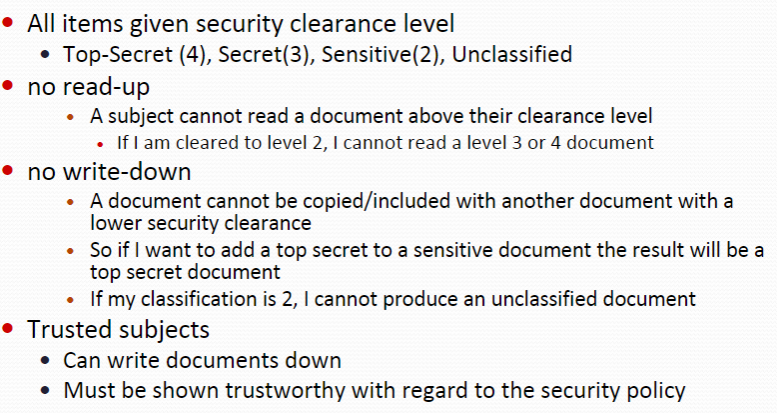 All items given security clearance level
Top-Secret (4), Secret(3), Sensitive(2), Unclassified
no read-up
A subject cannot read a document above their clearance level
If I am cleared to level 2, I cannot read a level 3 or 4 document
no write-down
A document cannot be copied/included with another document with a
lower security clearance
So if I want to add a top secret to a sensitive document the result will be a
top secret document
If my classification is 2, I cannot produce an unclassified document
Trusted subjects
Can write documents down
Must be shown trustworthy with regard to the security policy